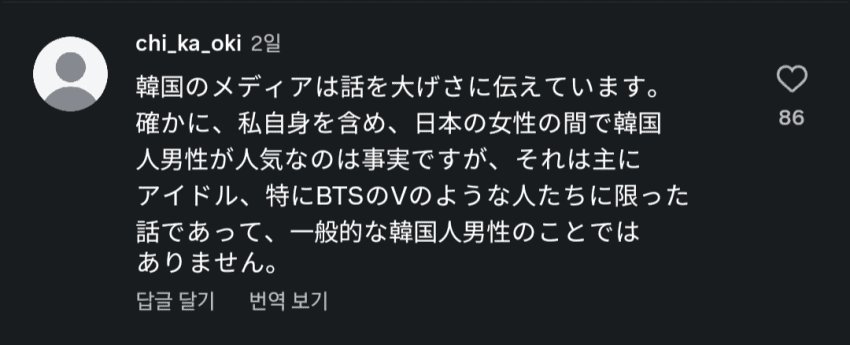 chi_ka_oki 2일
韓国のメディアは話を大げさに伝えています。
確かに、私自身を含め、日本の女性の間で韓国
人男性が人気なのは事実ですが、それは主に
アイドル、特にBTSのVのような人たちに限った
話であって、一般的な韓国人男性のことでは
ありません。
86
답글 달기 번역 보기